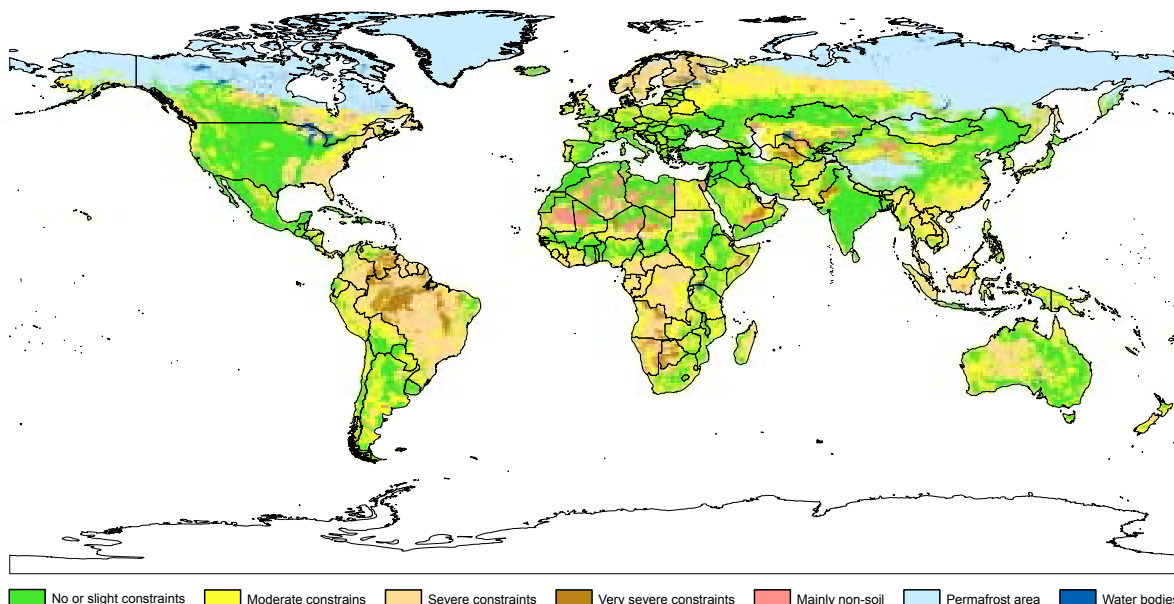 No or slight constraints Moderate constrains Severe constraints Very severe constraints Mainly non-soil Permafrost area Water bodies